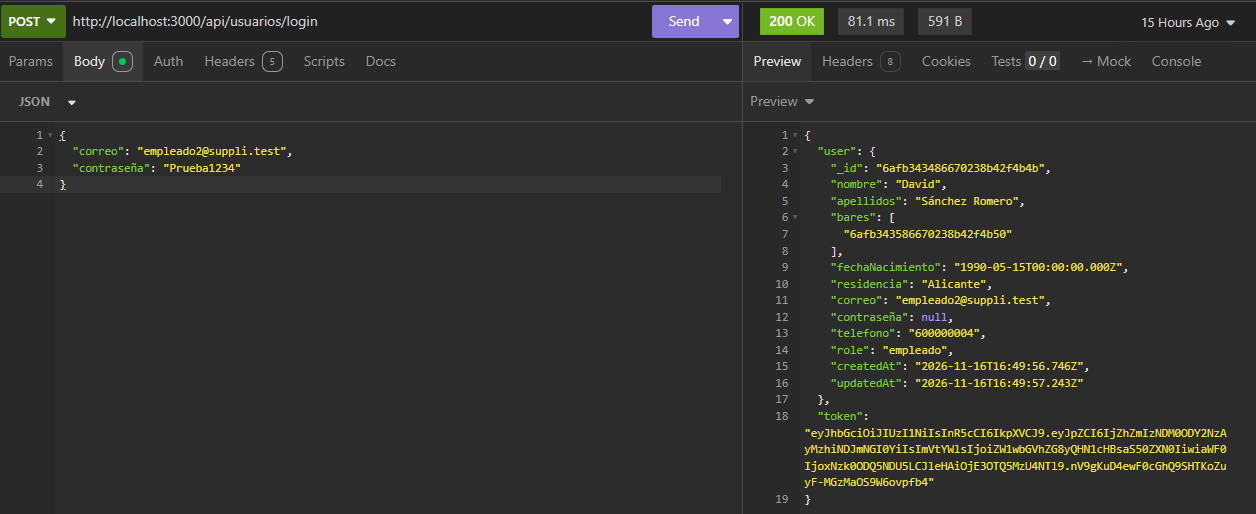 POST http://localhost:3000/api/usuarios/login Send
Params Body Auth Headers 5 Scripts Docs
JSON
1 {
2 "correo": "empleado2@suppli.test",
3 "contraseña": "Prueba1234"
4 }
200 OK 81.1 ms 591 B 15 Hours Ago
Preview Headers 8 Cookies Tests 0 / 0 → Mock Console
Preview
1 {
2 "user": {
3 "_id": "6afb343486670238b42f4b4b",
4 "nombre": "David",
5 "apellidos": "Sánchez Romero",
6 "bares": [
7 "6afb343586670238b42f4b50"
8 ],
9 "fechaNacimiento": "1990-05-15T00:00:00.000Z",
10 "residencia": "Alicante",
11 "correo": "empleado2@suppli.test",
12 "contraseña": null,
13 "telefono": "600000004",
14 "role": "empleado",
15 "createdAt": "2026-11-16T16:49:56.746Z",
16 "updatedAt": "2026-11-16T16:49:57.243Z"
17 },
18 "token":
"eyJhbGciOiJIUzI1NiIsInR5cCI6IkpXVCJ9.eyJpZCI6IjZhZmIzNDM0ODY2NzA
yMzhiNDJmNGI0YiIsImVtYWlsIjoiZW1wbGVhZG8yQHN1cHBsaS50ZXN0IiwiaWF0
IjoxNzk0ODQ5NDU5LCJleHAiOjE3OTQ5MzU4NTl9.nV9gKuD4ewF0cGhQ9SHTKoZu
yF-MGzMaOS9W6ovpfb4"
19 }